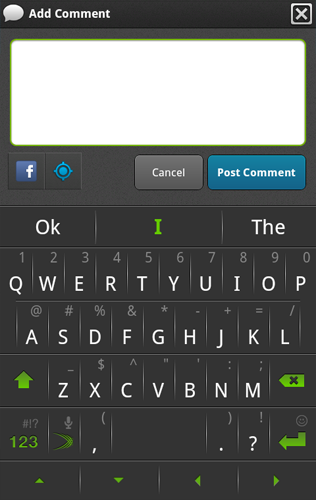 Add Comment
f
Cancel Post Comment
Ok I The
1 2 3 4 5 6 7 8 9 0
Q W E R T Y U I O P
@ # % & * - + = /
A S D F G H J K L
_ $ ^ " ' : ;
Z X C V B N M
#!? ( ) !
123 , . ?